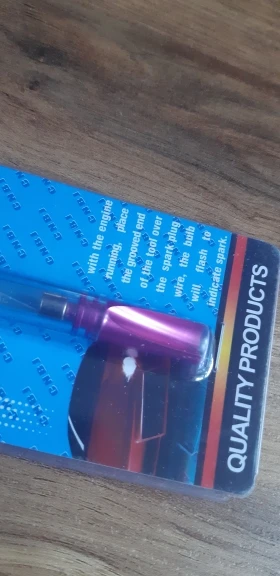 with the engine
running, place
the grooved end
of the tool over
the spark plug
wire, the bulb
will flash to
indicate spark.
QUALITY PRODUCTS